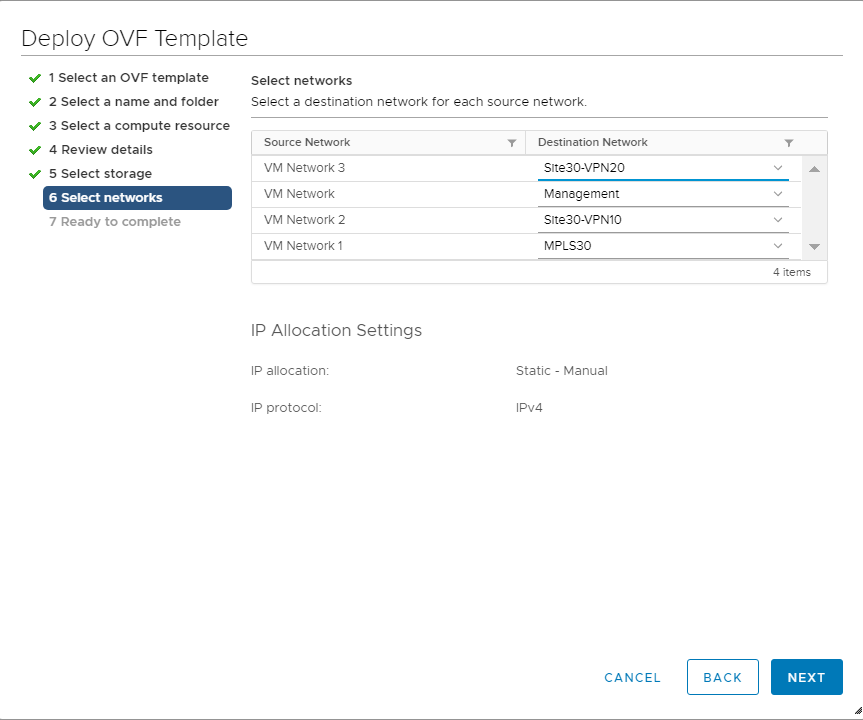 Deploy OVF Template
1 Select an OVF template
2 Select a name and folder
3 Select a compute resource
4 Review details
5 Select storage
6 Select networks
7 Ready to complete
Select networks
Select a destination network for each source network.
Source Network Destination Network
VM Network 3 SIte30-VPN20
VM Network Management
VM Network 2 SIte30-VPN10
VM Network 1 MPLS30
4 items
IP Allocation Settings
IP allocation: Static - Manual
IP protocol: IPv4
CANCEL BACK NEXT